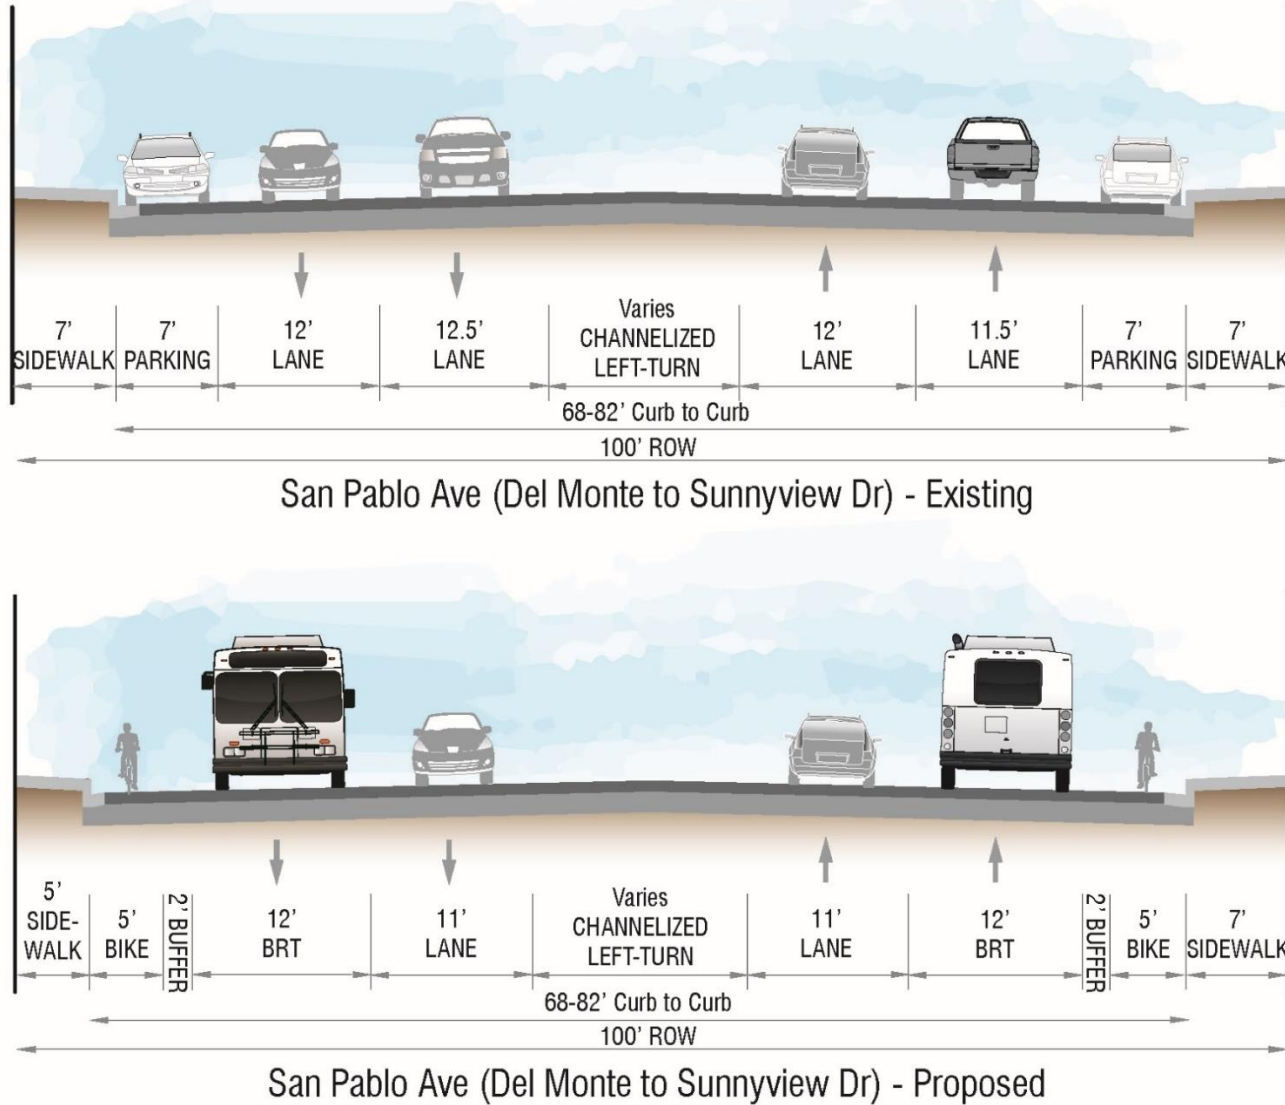 7’ SIDEWALK
7’ PARKING
12’ LANE
12.5’ LANE
Varies CHANNELIZED LEFT-TURN
12’ LANE
11.5’ LANE
7’ PARKING
7’ SIDEWALK
68-82’ Curb to Curb
100’ ROW
San Pablo Ave (Del Monte to Sunnyview Dr) - Existing
5’ SIDE-WALK
5’ BIKE
2’ BUFFER
12’ BRT
11’ LANE
Varies CHANNELIZED LEFT-TURN
11’ LANE
12’ BRT
2’ BUFFER
5’ BIKE
7’ SIDEWALK
68-82’ Curb to Curb
100’ ROW
San Pablo Ave (Del Monte to Sunnyview Dr) - Proposed